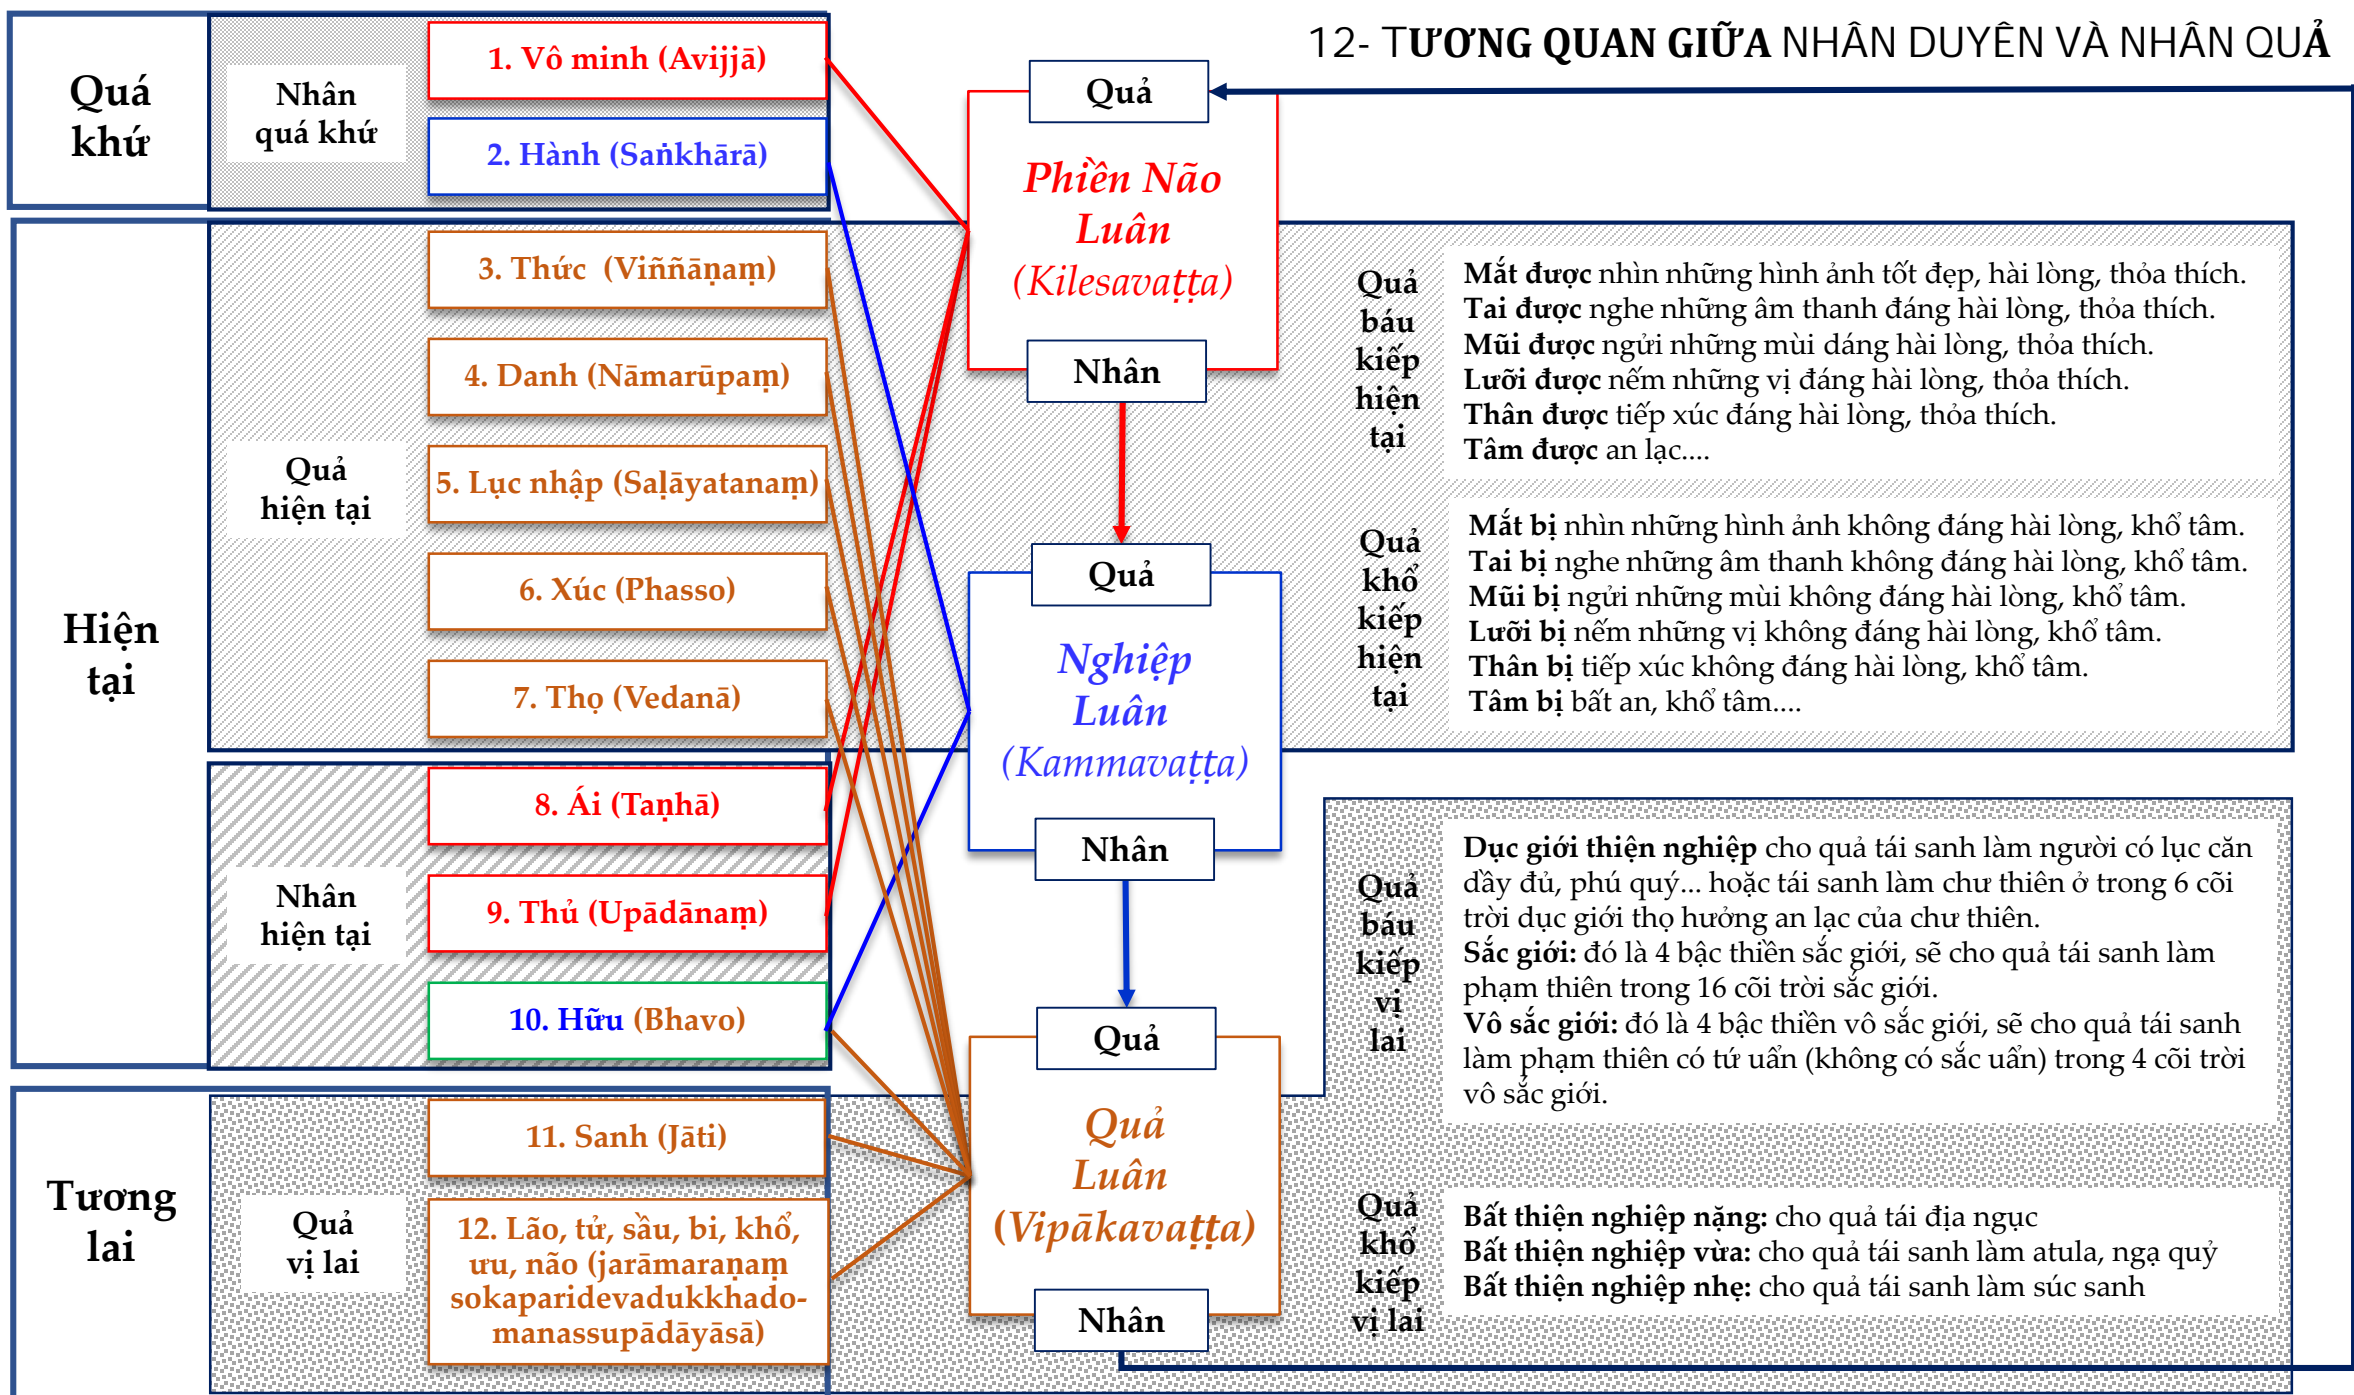 12- TƯƠNG QUAN GIỮA NHÂN DUYÊN VÀ NHÂN QUẢ
Quá
khứ
Nhân
quá khứ
1. Vô minh (Avijjā)
2. Hành (Saṅkhārā)
Hiện
tại
Quả
hiện tại
3. Thức (Viññāṇaṃ)
4. Danh (Nāmarūpaṃ)
5. Lục nhập (Saḷāyatanaṃ)
6. Xúc (Phasso)
7. Thọ (Vedanā)
Nhân
hiện tại
8. Ái (Taṇhā)
9. Thủ (Upādānaṃ)
10. Hữu (Bhavo)
Tương
lai
Quả
vị lai
11. Sanh (Jāti)
12. Lão, tử, sầu, bi, khổ,
ưu, não (jarāmaraṇaṃ
sokaparidevadukkhado-
manassupādāyāsā)
Quả
Phiền Não
Luân
(Kilesavaṭṭa)
Nhân
Quả
Nghiệp
Luân
(Kammavaṭṭa)
Nhân
Quả
Quả
Luân
(Vipākavaṭṭa)
Nhân
Quả
báu
kiếp
hiện
tại
Mắt được nhìn những hình ảnh tốt đẹp, hài lòng, thỏa thích.
Tai được nghe những âm thanh đáng hài lòng, thỏa thích.
Mũi được ngửi những mùi dáng hài lòng, thỏa thích.
Lưỡi được nếm những vị đáng hài lòng, thỏa thích.
Thân được tiếp xúc đáng hài lòng, thỏa thích.
Tâm được an lạc....
Quả
khổ
kiếp
hiện
tại
Mắt bị nhìn những hình ảnh không đáng hài lòng, khổ tâm.
Tai bị nghe những âm thanh không đáng hài lòng, khổ tâm.
Mũi bị ngửi những mùi không đáng hài lòng, khổ tâm.
Lưỡi bị nếm những vị không đáng hài lòng, khổ tâm.
Thân bị tiếp xúc không đáng hài lòng, khổ tâm.
Tâm bị bất an, khổ tâm....
Quả
báu
kiếp
vị
lai
Dục giới thiện nghiệp cho quả tái sanh làm người có lục căn
dầy đủ, phú quý... hoặc tái sanh làm chư thiên ở trong 6 cõi
trời dục giới thọ hưởng an lạc của chư thiên.
Sắc giới: đó là 4 bậc thiền sắc giới, sẽ cho quả tái sanh làm
phạm thiên trong 16 cõi trời sắc giới.
Vô sắc giới: đó là 4 bậc thiền vô sắc giới, sẽ cho quả tái sanh
làm phạm thiên có tứ uẩn (không có sắc uẩn) trong 4 cõi trời
vô sắc giới.
Quả
khổ
kiếp
vị lai
Bất thiện nghiệp nặng: cho quả tái địa ngục
Bất thiện nghiệp vừa: cho quả tái sanh làm atula, ngạ quỷ
Bất thiện nghiệp nhẹ: cho quả tái sanh làm súc sanh